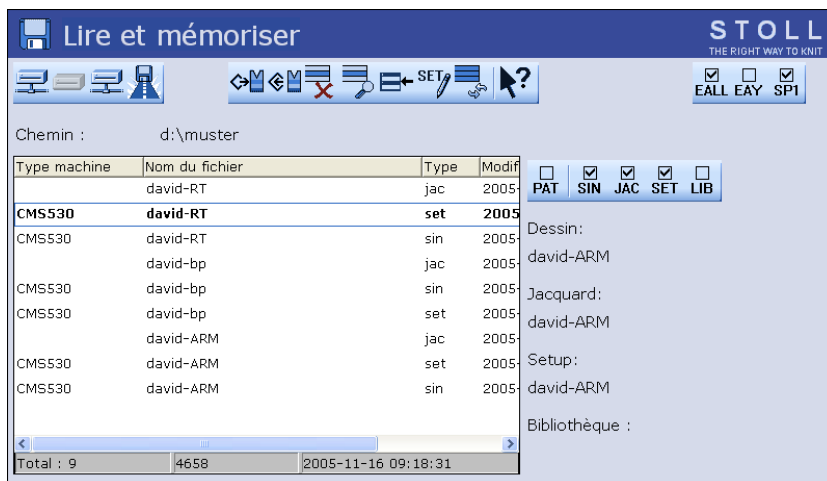 Lire et mémoriser
STOLL
THE RIGHT WAY TO KNIT
SET
?
EALL EAY SP1
Chemin : d:\muster
Type machine Nom du fichier Type Modif
david-RT jac 2005-
CMS530 david-RT set 2005
CMS530 david-RT sin 2005-
david-bp jac 2005-
CMS530 david-bp sin 2005-
CMS530 david-bp set 2005-
david-ARM jac 2005-
CMS530 david-ARM set 2005-
CMS530 david-ARM sin 2005-
Total : 9 4658 2005-11-16 09:18:31
PAT SIN JAC SET LIB
Dessin:
david-ARM
Jacquard:
david-ARM
Setup:
david-ARM
Bibliothèque :